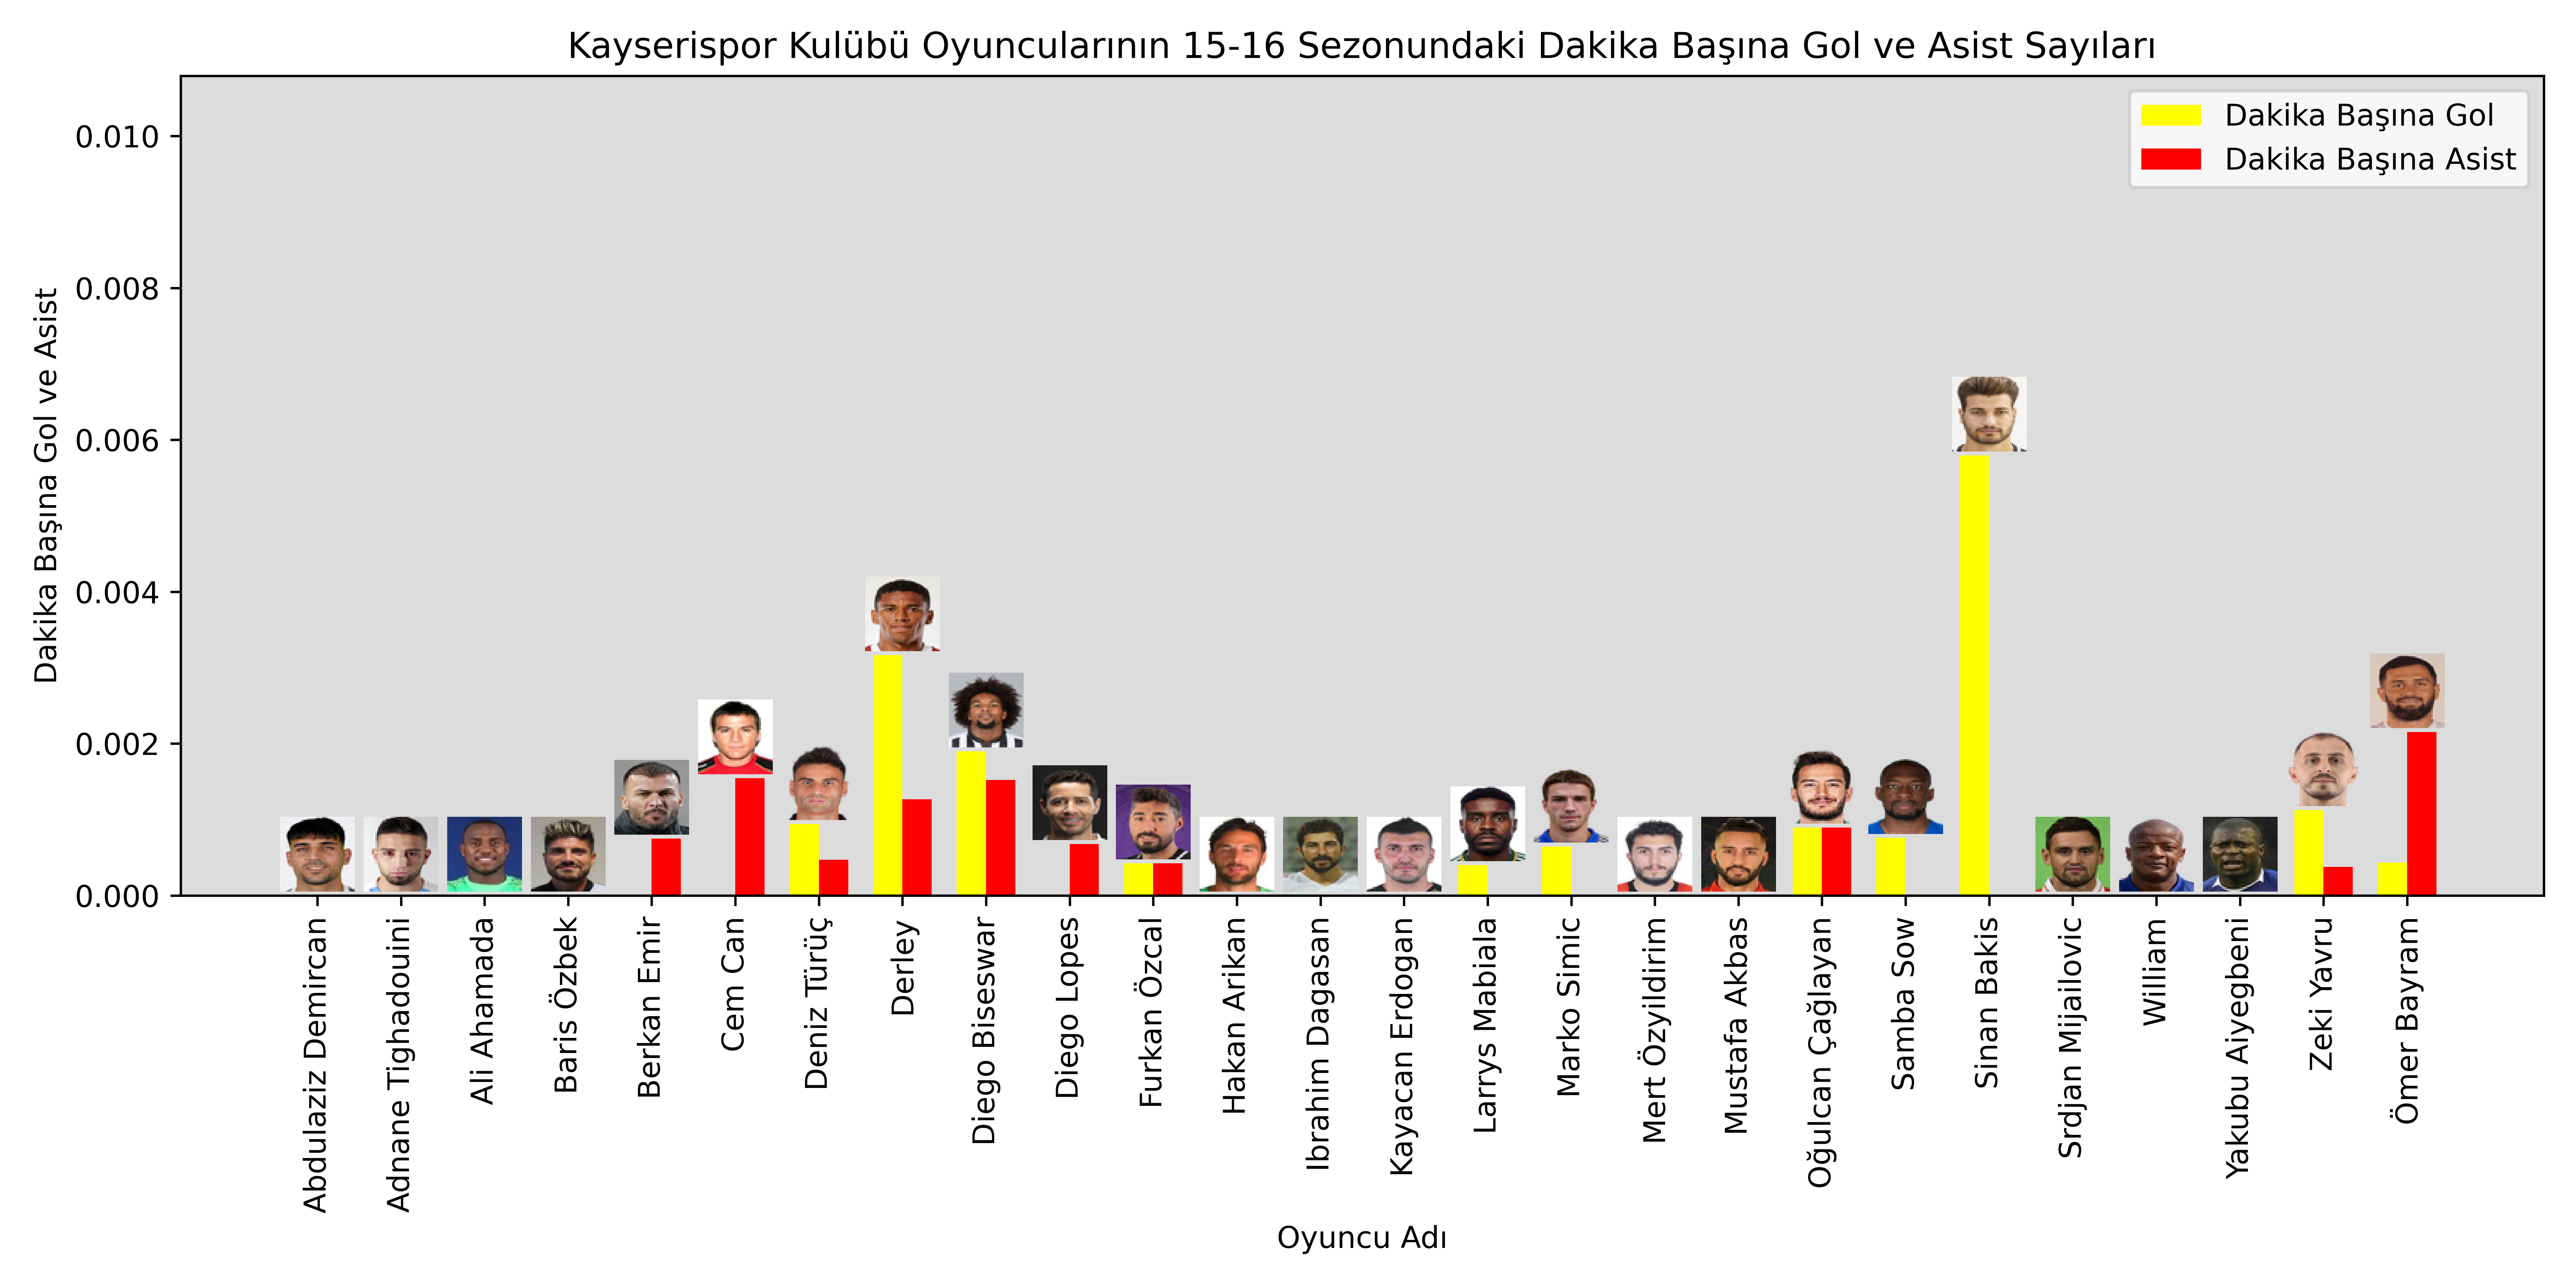 Kayserispor Kulübü Oyuncularının 15-16 Sezonundaki Dakika Başına Gol ve Asist Sayıları
Dakika Başına Gol
Dakika Başına Asist
Dakika Başına Gol ve Asist
0.010
0.008
0.006
0.004
0.002
0.000
Abdulaziz Demircan
Adnane Tighadouini
Ali Ahamada
Baris Özbek
Berkan Emir
Cem Can
Deniz Türüç
Derley
Diego Biseswar
Diego Lopes
Furkan Özcal
Hakan Arikan
Ibrahim Dagasan
Kayacan Erdogan
Larrys Mabiala
Marko Simic
Mert Özyildirim
Mustafa Akbas
Oğulcan Çağlayan
Samba Sow
Sinan Bakis
Srdjan Mijailovic
William
Yakubu Aiyegbeni
Zeki Yavru
Ömer Bayram
Oyuncu Adı